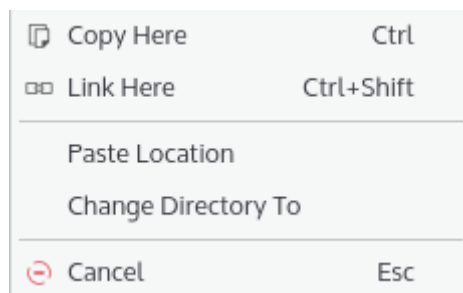 Copy Here Ctrl
Link Here Ctrl+Shift
Paste Location
Change Directory To
Cancel Esc